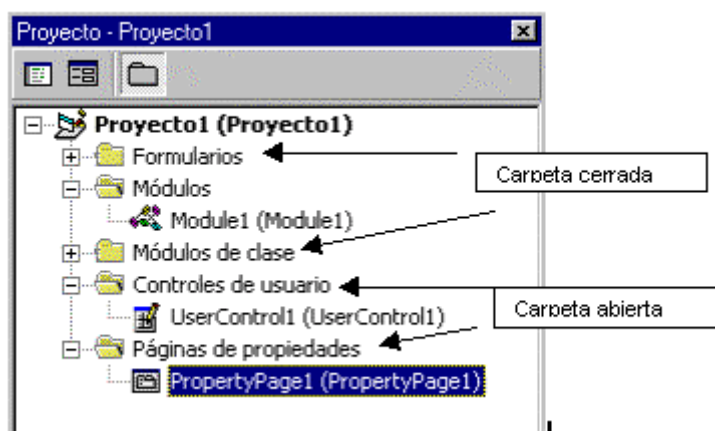 Proyecto - Proyecto1
Proyecto1 (Proyecto1)
Formularios
Carpeta cerrada
Módulos
Module1 (Module1)
Módulos de clase
Controles de usuario
Carpeta abierta
UserControl1 (UserControl1)
Páginas de propiedades
PropertyPage1 (PropertyPage1)